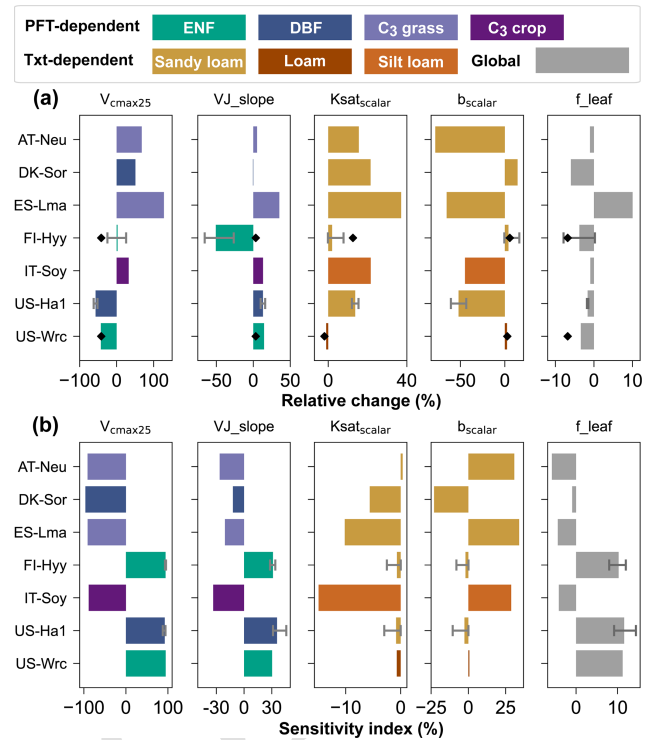 PFT-dependent ENF DBF C₃ grass C₃ crop
Txt-dependent Sandy loam Loam Silt loam Global
(a) Vcmax25 VJ_slope Ksatscalar bscalar f_leaf
AT-Neu
DK-Sor
ES-Lma
FI-Hyy
IT-Soy
US-Ha1
US-Wrc
−100 0 100 −50 0 50 0 40 −50 0 −10 0 10
Relative change (%)
(b) Vcmax25 VJ_slope Ksatscalar bscalar f_leaf
AT-Neu
DK-Sor
ES-Lma
FI-Hyy
IT-Soy
US-Ha1
US-Wrc
−100 0 100 -30 0 30 −10 0 −25 0 25 0 10
Sensitivity index (%)